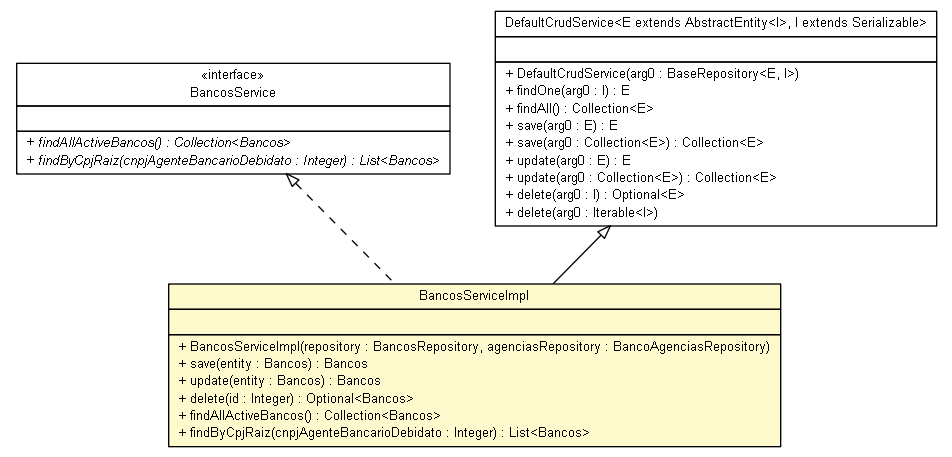 DefaultCrudService<E extends AbstractEntity<I>, I extends Serializable>
+ DefaultCrudService(arg0 : BaseRepository<E, I>)
+ findOne(arg0 : I) : E
+ findAll() : Collection<E>
+ save(arg0 : E) : E
+ save(arg0 : Collection<E>) : Collection<E>
+ update(arg0 : E) : E
+ update(arg0 : Collection<E>) : Collection<E>
+ delete(arg0 : I) : Optional<E>
+ delete(arg0 : Iterable<I>)
«interface»
BancosService
+ findAllActiveBancos() : Collection<Bancos>
+ findByCpjRaiz(cnpjAgenteBancarioDebidato : Integer) : List<Bancos>
BancosServiceImpl
+ BancosServiceImpl(repository : BancosRepository, agenciasRepository : BancoAgenciasRepository)
+ save(entity : Bancos) : Bancos
+ update(entity : Bancos) : Bancos
+ delete(id : Integer) : Optional<Bancos>
+ findAllActiveBancos() : Collection<Bancos>
+ findByCpjRaiz(cnpjAgenteBancarioDebidato : Integer) : List<Bancos>